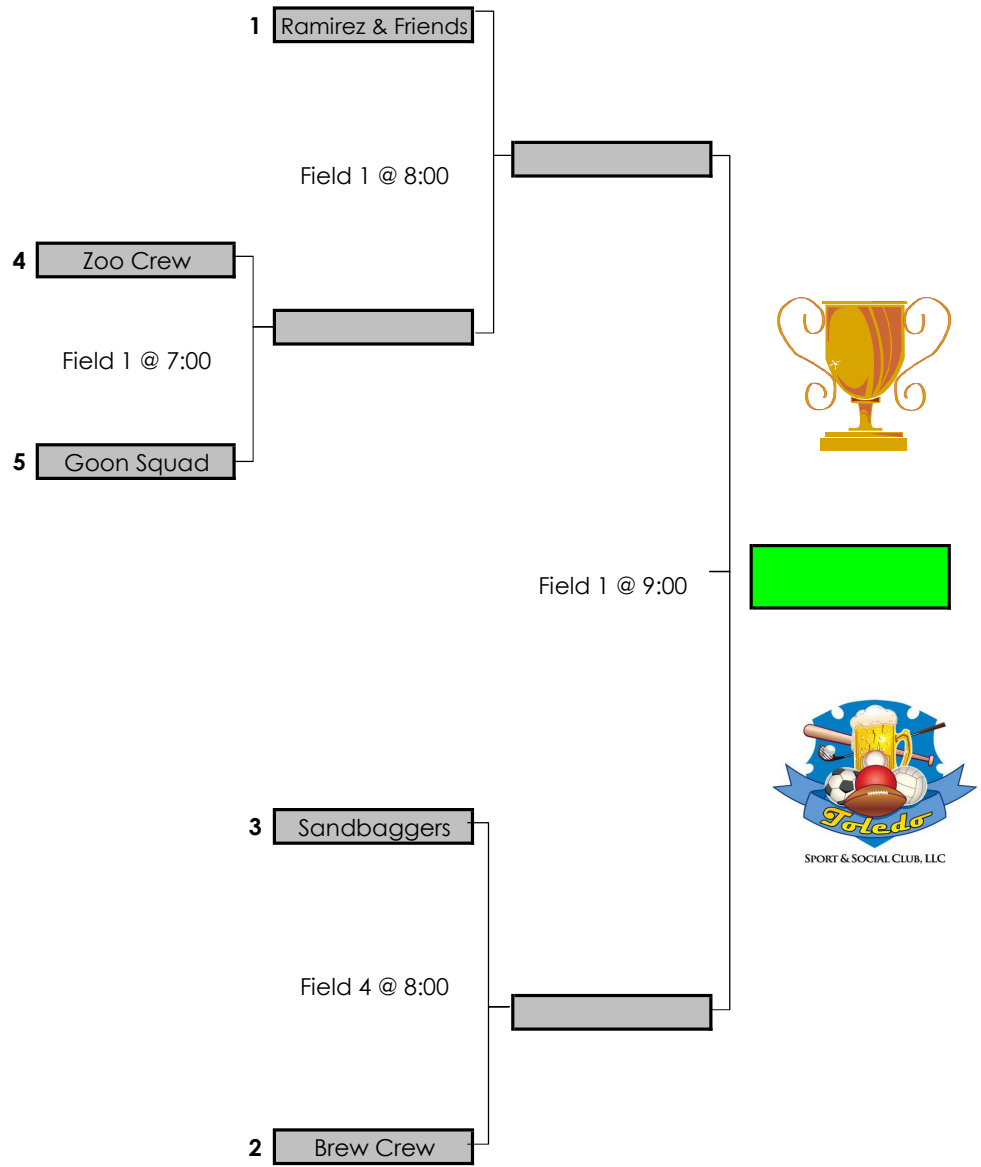 1 Ramirez & Friends
Field 1 @ 8:00
4 Zoo Crew
Field 1 @ 7:00
5 Goon Squad
Field 1 @ 9:00
Toledo
SPORT & SOCIAL CLUB, LLC
3 Sandbaggers
Field 4 @ 8:00
2 Brew Crew